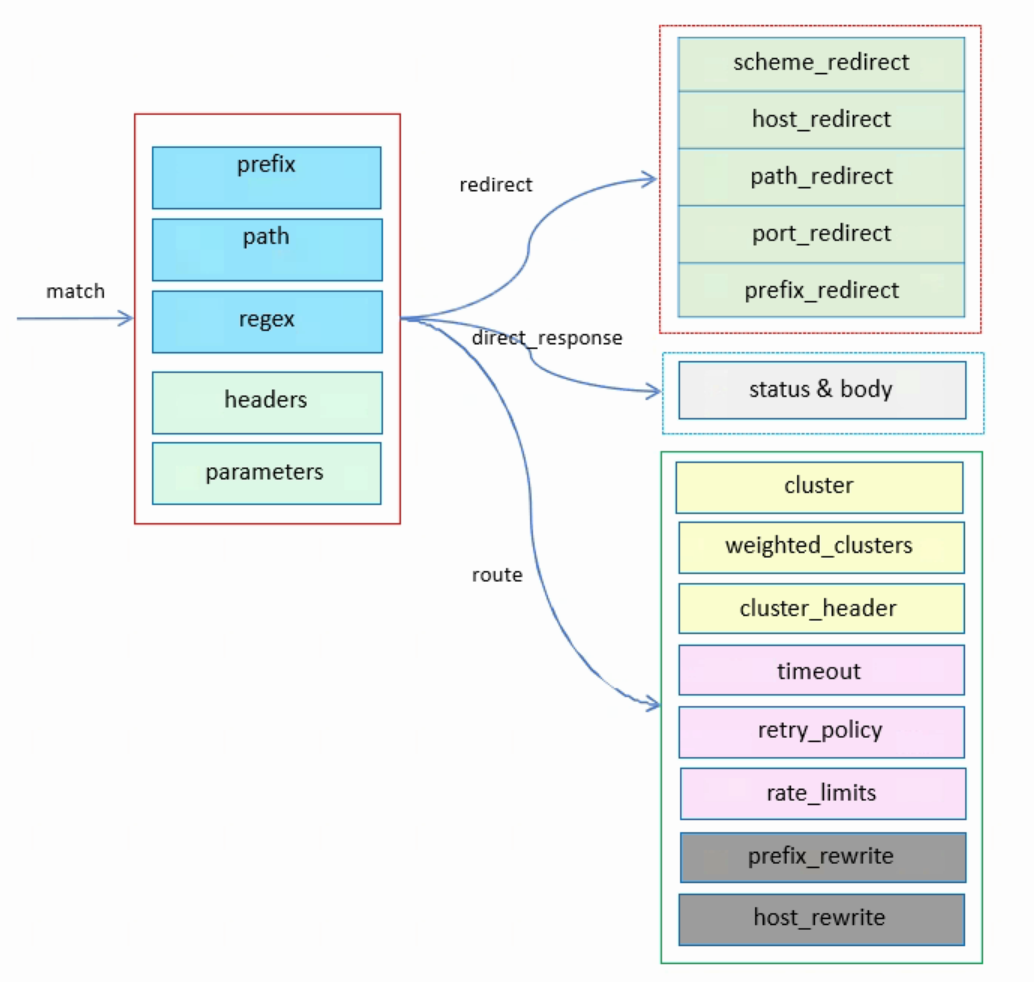 match
prefix
path
regex
headers
parameters
redirect
direct_response
route
scheme_redirect
host_redirect
path_redirect
port_redirect
prefix_redirect
status & body
cluster
weighted_clusters
cluster_header
timeout
retry_policy
rate_limits
prefix_rewrite
host_rewrite